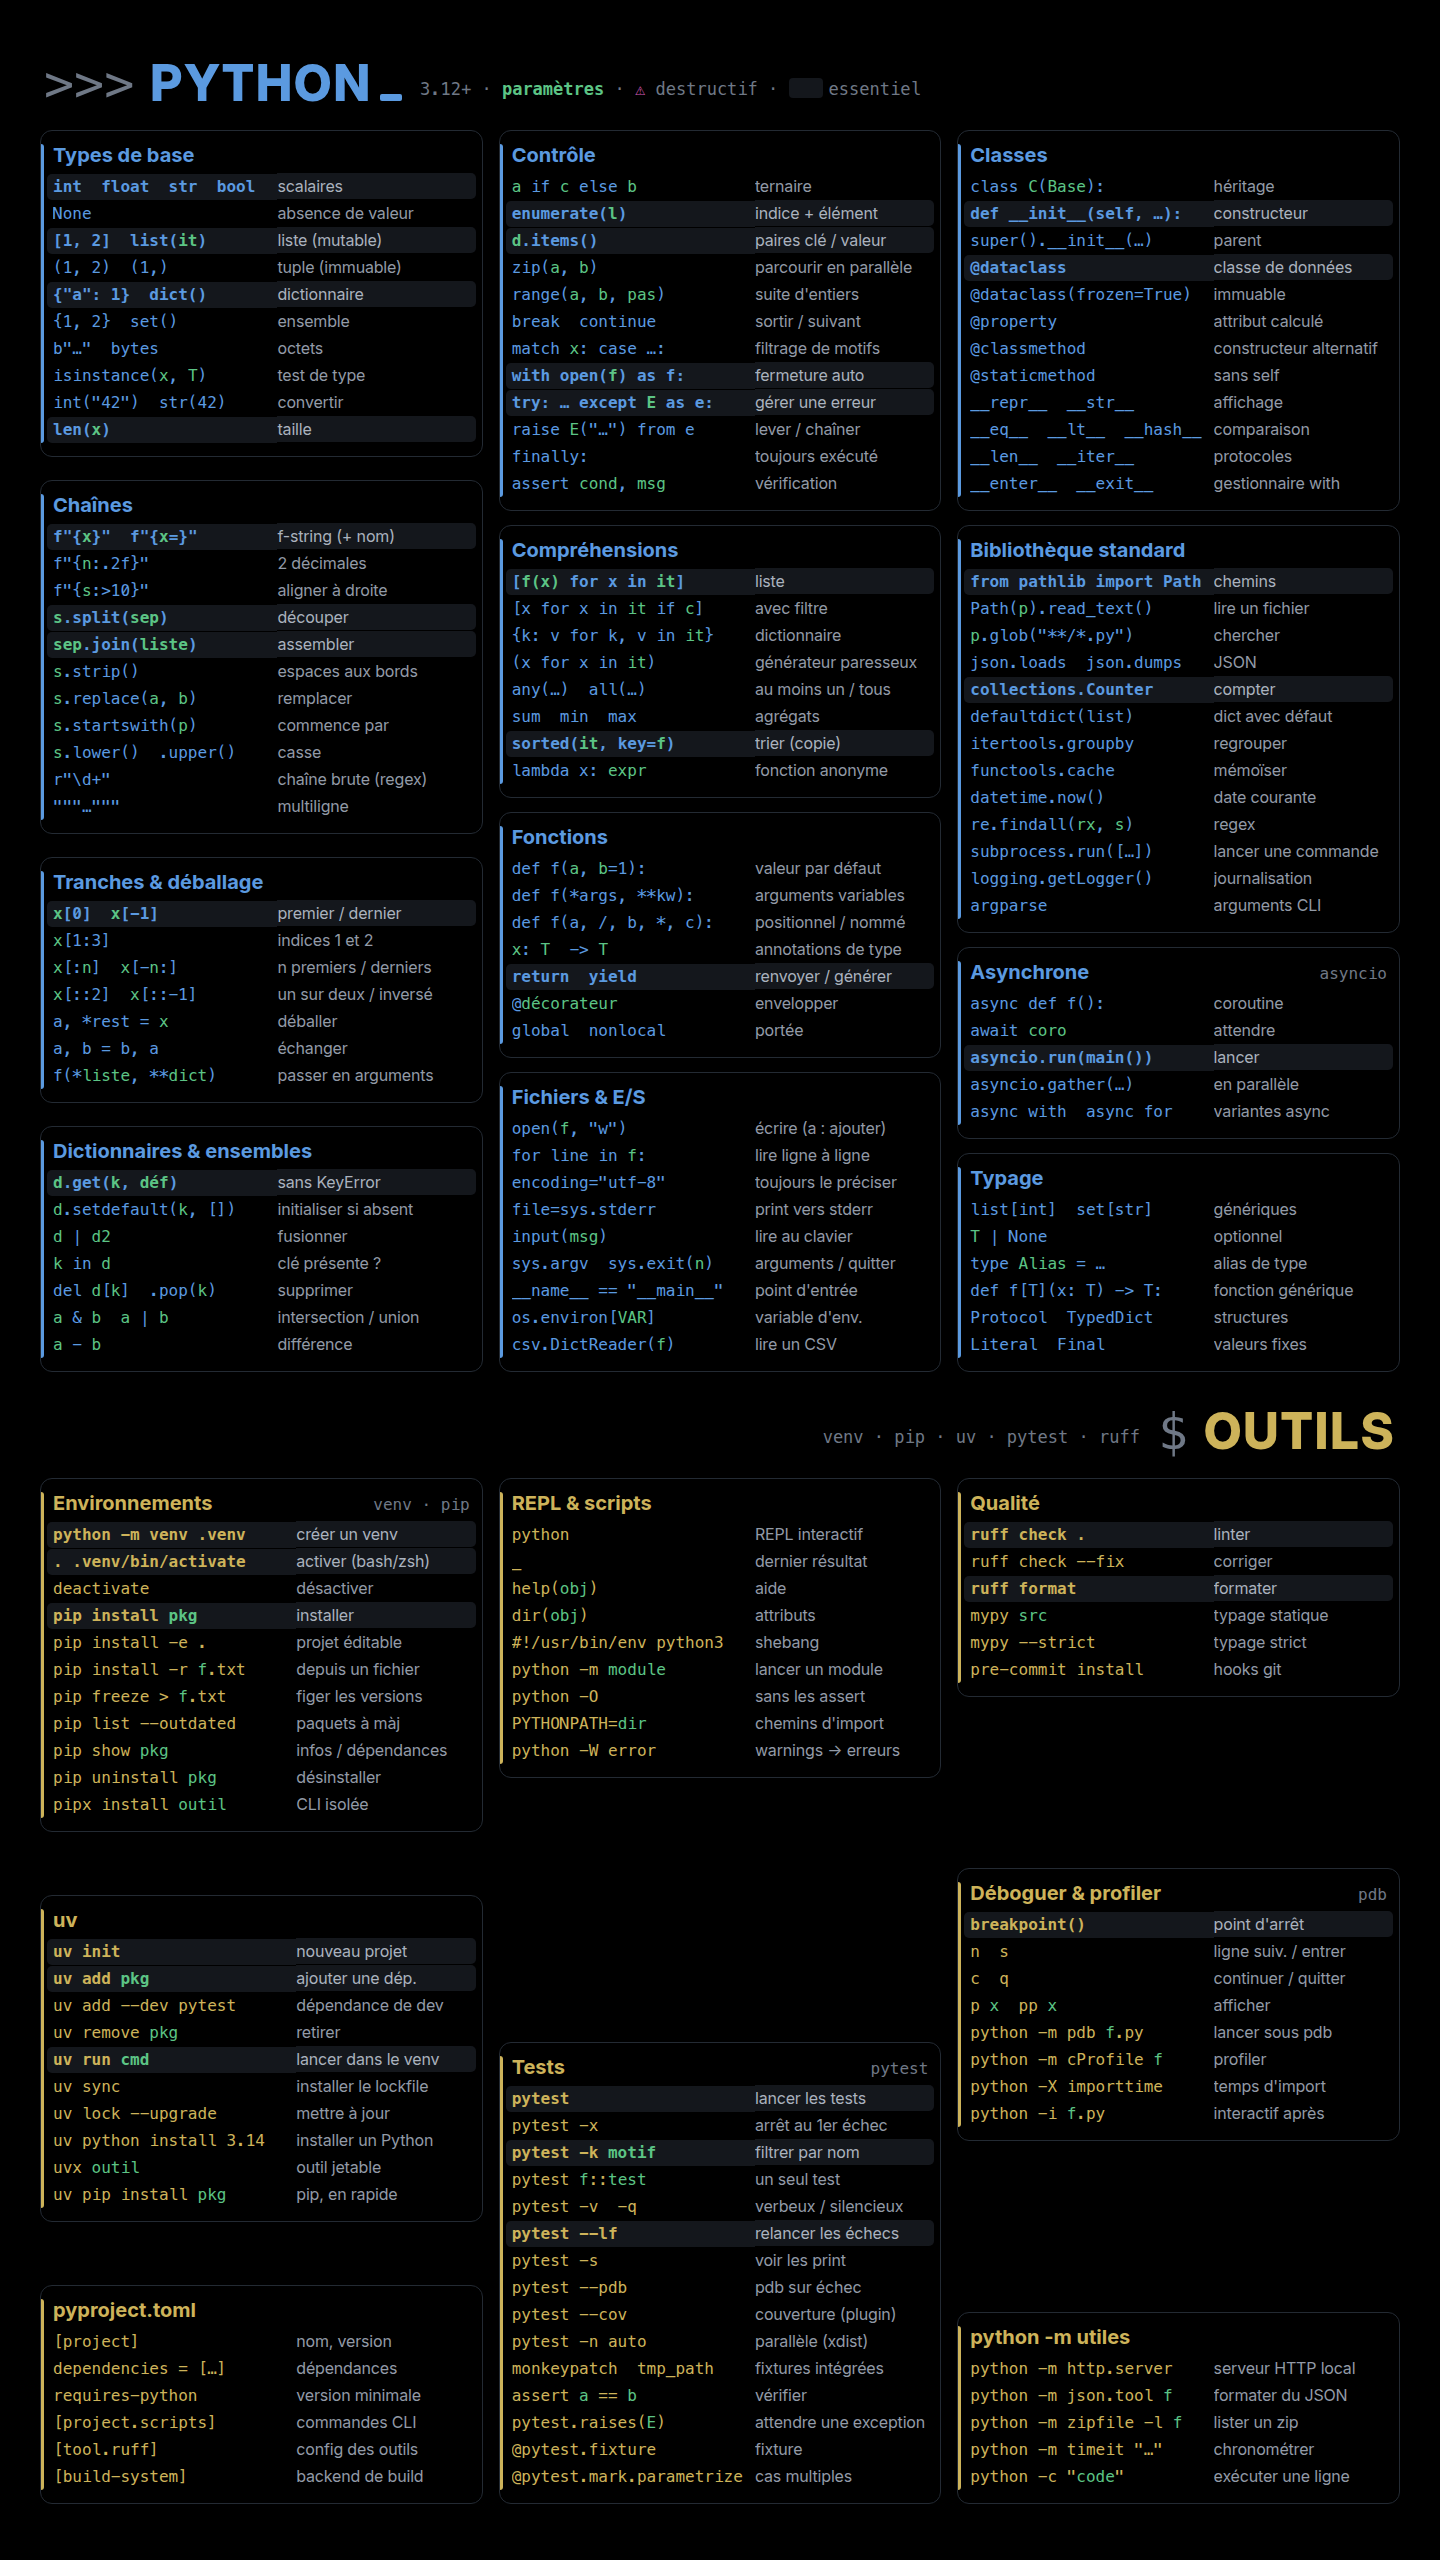 >>> PYTHON_ 3.12+ · paramètres · ⚠ destructif · essentiel
Types de base
int  float  str  bool  scalaires
None  absence de valeur
[1, 2]  list(it)  liste (mutable)
(1, 2)  (1,)  tuple (immuable)
{"a": 1}  dict()  dictionnaire
{1, 2}  set()  ensemble
b"…"  bytes  octets
isinstance(x, T)  test de type
int("42")  str(42)  convertir
len(x)  taille
Chaînes
f"{x}"  f"{x=}"  f-string (+ nom)
f"{n:.2f}"  2 décimales
f"{s:>10}"  aligner à droite
s.split(sep)  découper
sep.join(liste)  assembler
s.strip()  espaces aux bords
s.replace(a, b)  remplacer
s.startswith(p)  commence par
s.lower()  .upper()  casse
r"\d+"  chaîne brute (regex)
"""…"""  multiligne
Tranches & déballage
x[0]  x[-1]  premier / dernier
x[1:3]  indices 1 et 2
x[:n]  x[-n:]  n premiers / derniers
x[::2]  x[::-1]  un sur deux / inversé
a, *rest = x  déballer
a, b = b, a  échanger
f(*liste, **dict)  passer en arguments
Dictionnaires & ensembles
d.get(k, déf)  sans KeyError
d.setdefault(k, [])  initialiser si absent
d | d2  fusionner
k in d  clé présente ?
del d[k]  .pop(k)  supprimer
a & b  a | b  intersection / union
a - b  différence
Contrôle
a if c else b  ternaire
enumerate(l)  indice + élément
d.items()  paires clé / valeur
zip(a, b)  parcourir en parallèle
range(a, b, pas)  suite d'entiers
break  continue  sortir / suivant
match x: case …:  filtrage de motifs
with open(f) as f:  fermeture auto
try: … except E as e:  gérer une erreur
raise E("…") from e  lever / chaîner
finally:  toujours exécuté
assert cond, msg  vérification
Compréhensions
[f(x) for x in it]  liste
[x for x in it if c]  avec filtre
{k: v for k, v in it}  dictionnaire
(x for x in it)  générateur paresseux
any(…)  all(…)  au moins un / tous
sum  min  max  agrégats
sorted(it, key=f)  trier (copie)
lambda x: expr  fonction anonyme
Fonctions
def f(a, b=1):  valeur par défaut
def f(*args, **kw):  arguments variables
def f(a, /, b, *, c):  positionnel / nommé
x: T  -> T  annotations de type
return  yield  renvoyer / générer
@décorateur  envelopper
global  nonlocal  portée
Fichiers & E/S
open(f, "w")  écrire (a : ajouter)
for line in f:  lire ligne à ligne
encoding="utf-8"  toujours le préciser
file=sys.stderr  print vers stderr
input(msg)  lire au clavier
sys.argv  sys.exit(n)  arguments / quitter
__name__ == "__main__"  point d'entrée
os.environ[VAR]  variable d'env.
csv.DictReader(f)  lire un CSV
Classes
class C(Base):  héritage
def __init__(self, …):  constructeur
super().__init__(…)  parent
@dataclass  classe de données
@dataclass(frozen=True)  immuable
@property  attribut calculé
@classmethod  constructeur alternatif
@staticmethod  sans self
__repr__  __str__  affichage
__eq__  __lt__  __hash__  comparaison
__len__  __iter__  protocoles
__enter__  __exit__  gestionnaire with
Bibliothèque standard
from pathlib import Path  chemins
Path(p).read_text()  lire un fichier
p.glob("**/*.py")  chercher
json.loads  json.dumps  JSON
collections.Counter  compter
defaultdict(list)  dict avec défaut
itertools.groupby  regrouper
functools.cache  mémoïser
datetime.now()  date courante
re.findall(rx, s)  regex
subprocess.run([…])  lancer une commande
logging.getLogger()  journalisation
argparse  arguments CLI
Asynchrone  asyncio
async def f():  coroutine
await coro  attendre
asyncio.run(main())  lancer
asyncio.gather(…)  en parallèle
async with  async for  variantes async
Typage
list[int]  set[str]  génériques
T | None  optionnel
type Alias = …  alias de type
def f[T](x: T) -> T:  fonction générique
Protocol  TypedDict  structures
Literal  Final  valeurs fixes
venv · pip · uv · pytest · ruff $ OUTILS
Environnements  venv · pip
python -m venv .venv  créer un venv
. .venv/bin/activate  activer (bash/zsh)
deactivate  désactiver
pip install pkg  installer
pip install -e .  projet éditable
pip install -r f.txt  depuis un fichier
pip freeze > f.txt  figer les versions
pip list --outdated  paquets à màj
pip show pkg  infos / dépendances
pip uninstall pkg  désinstaller
pipx install outil  CLI isolée
uv
uv init  nouveau projet
uv add pkg  ajouter une dép.
uv add --dev pytest  dépendance de dev
uv remove pkg  retirer
uv run cmd  lancer dans le venv
uv sync  installer le lockfile
uv lock --upgrade  mettre à jour
uv python install 3.14  installer un Python
uvx outil  outil jetable
uv pip install pkg  pip, en rapide
pyproject.toml
[project]  nom, version
dependencies = […]  dépendances
requires-python  version minimale
[project.scripts]  commandes CLI
[tool.ruff]  config des outils
[build-system]  backend de build
REPL & scripts
python  REPL interactif
_  dernier résultat
help(obj)  aide
dir(obj)  attributs
#!/usr/bin/env python3  shebang
python -m module  lancer un module
python -O  sans les assert
PYTHONPATH=dir  chemins d'import
python -W error  warnings → erreurs
Tests  pytest
pytest  lancer les tests
pytest -x  arrêt au 1er échec
pytest -k motif  filtrer par nom
pytest f::test  un seul test
pytest -v  -q  verbeux / silencieux
pytest --lf  relancer les échecs
pytest -s  voir les print
pytest --pdb  pdb sur échec
pytest --cov  couverture (plugin)
pytest -n auto  parallèle (xdist)
monkeypatch  tmp_path  fixtures intégrées
assert a == b  vérifier
pytest.raises(E)  attendre une exception
@pytest.fixture  fixture
@pytest.mark.parametrize  cas multiples
Qualité
ruff check .  linter
ruff check --fix  corriger
ruff format  formater
mypy src  typage statique
mypy --strict  typage strict
pre-commit install  hooks git
Déboguer & profiler  pdb
breakpoint()  point d'arrêt
n  s  ligne suiv. / entrer
c  q  continuer / quitter
p x  pp x  afficher
python -m pdb f.py  lancer sous pdb
python -m cProfile f  profiler
python -X importtime  temps d'import
python -i f.py  interactif après
python -m utiles
python -m http.server  serveur HTTP local
python -m json.tool f  formater du JSON
python -m zipfile -l f  lister un zip
python -m timeit "…"  chronométrer
python -c "code"  exécuter une ligne